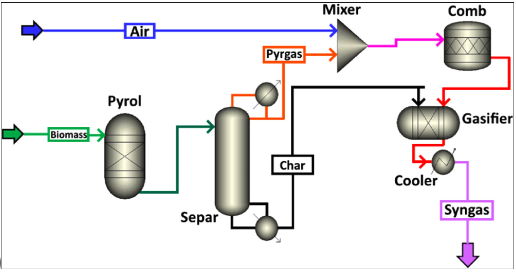 Mixer
Comb
Air
Pyrgas
Pyrol
Biomass
Gasifier
Char
Cooler
Separ
Syngas